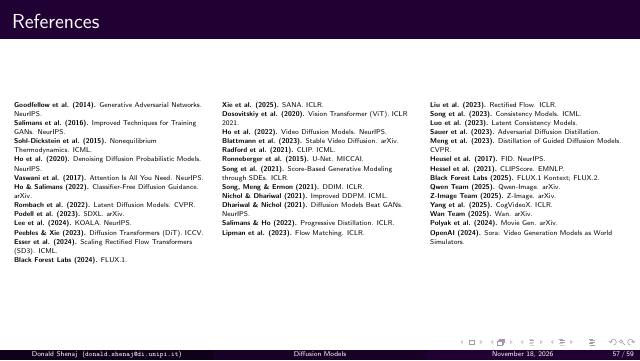 References
Goodfellow et al. (2014). Generative Adversarial Networks.
NeurIPS.
Salimans et al. (2016). Improved Techniques for Training
GANs. NeurIPS.
Sohl-Dickstein et al. (2015). Nonequilibrium
Thermodynamics. ICML.
Ho et al. (2020). Denoising Diffusion Probabilistic Models.
NeurIPS.
Vaswani et al. (2017). Attention Is All You Need. NeurIPS.
Ho & Salimans (2022). Classifier-Free Diffusion Guidance.
arXiv.
Rombach et al. (2022). Latent Diffusion Models. CVPR.
Podell et al. (2023). SDXL. arXiv.
Lee et al. (2024). KOALA. NeurIPS.
Peebles & Xie (2023). Diffusion Transformers (DiT). ICCV.
Esser et al. (2024). Scaling Rectified Flow Transformers
(SD3). ICML.
Black Forest Labs (2024). FLUX.1.
Xie et al. (2025). SANA. ICLR.
Dosovitskiy et al. (2020). Vision Transformer (ViT). ICLR
2021.
Ho et al. (2022). Video Diffusion Models. NeurIPS.
Blattmann et al. (2023). Stable Video Diffusion. arXiv.
Radford et al. (2021). CLIP. ICML.
Ronneberger et al. (2015). U-Net. MICCAI.
Song et al. (2021). Score-Based Generative Modeling
through SDEs. ICLR.
Song, Meng & Ermon (2021). DDIM. ICLR.
Nichol & Dhariwal (2021). Improved DDPM. ICML.
Dhariwal & Nichol (2021). Diffusion Models Beat GANs.
NeurIPS.
Salimans & Ho (2022). Progressive Distillation. ICLR.
Lipman et al. (2023). Flow Matching. ICLR.
Liu et al. (2023). Rectified Flow. ICLR.
Song et al. (2023). Consistency Models. ICML.
Luo et al. (2023). Latent Consistency Models.
Sauer et al. (2023). Adversarial Diffusion Distillation.
Meng et al. (2023). Distillation of Guided Diffusion Models.
CVPR.
Heusel et al. (2017). FID. NeurIPS.
Hessel et al. (2021). CLIPScore. EMNLP.
Black Forest Labs (2025). FLUX.1 Kontext; FLUX.2.
Qwen Team (2025). Qwen-Image. arXiv.
Z-Image Team (2025). Z-Image. arXiv.
Yang et al. (2025). CogVideoX. ICLR.
Wan Team (2025). Wan. arXiv.
Polyak et al. (2024). Movie Gen. arXiv.
OpenAI (2024). Sora: Video Generation Models as World
Simulators.
Donald Shenaj (donald.shenaj@di.unipi.it)
Diffusion Models
November 18, 2026
57 / 59